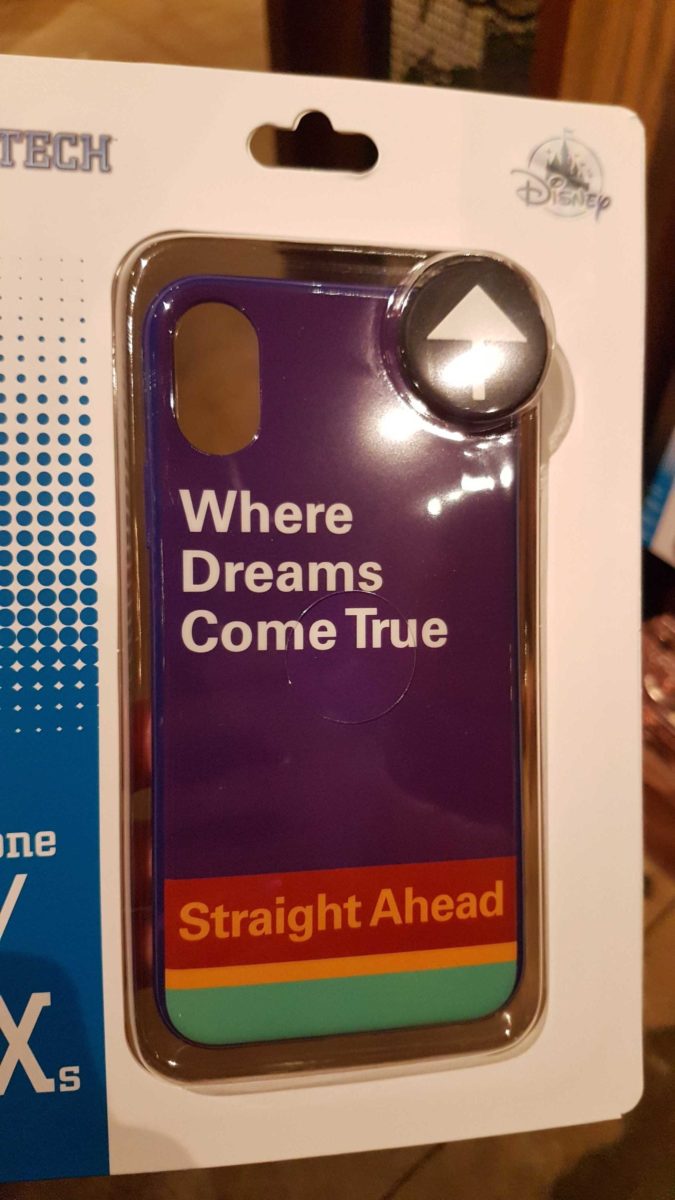 TECH
Disney
Where
Dreams
Come True
Straight Ahead
one
Xs